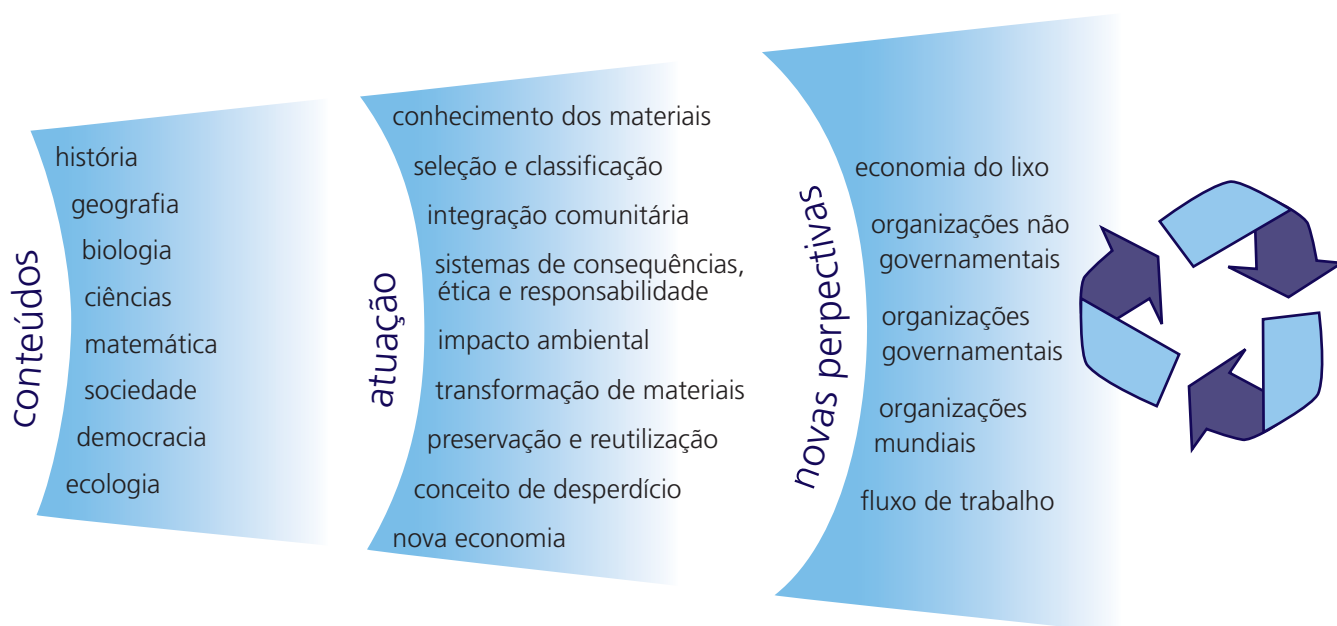 conteúdos
história
geografia
biologia
ciências
matemática
sociedade
democracia
ecologia
atuação
conhecimento dos materiais
seleção e classificação
integração comunitária
sistemas de consequências,
ética e responsabilidade
impacto ambiental
transformação de materiais
preservação e reutilização
conceito de desperdício
nova economia
novas perpectivas
economia do lixo
organizações não
governamentais
organizações
governamentais
organizações
mundiais
fluxo de trabalho